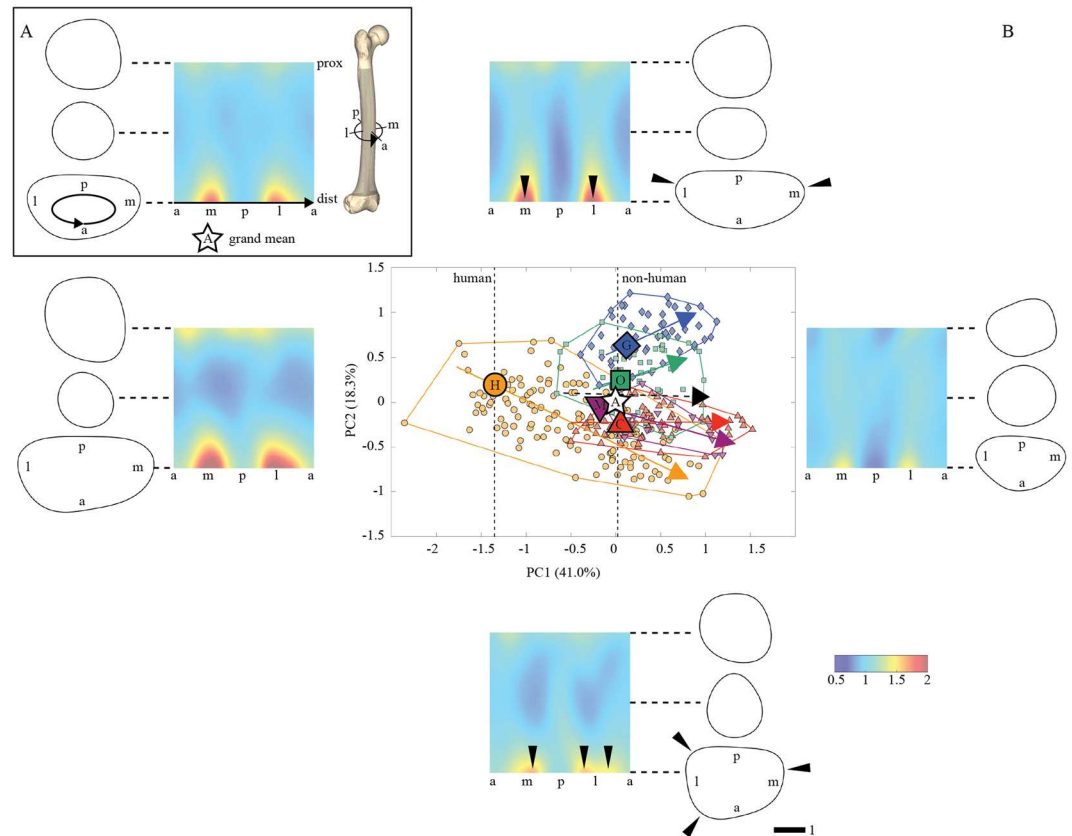 A
B
prox
p
l
m
a
p
l
m
a
dist
a m p l a
A grand mean
a m p l a
p
l
m
a
human
non-human
1.5
1
0.5
0
-0.5
-1
-1.5
PC2 (18.3%)
G
O
H
A
C
-2 -1.5 -1 -0.5 0 0.5 1 1.5
PC1 (41.0%)
p
l
m
a
a m p l a
a m p l a
p
l
m
a
0.5 1 1.5 2
a m p l a
p
l
m
a
1